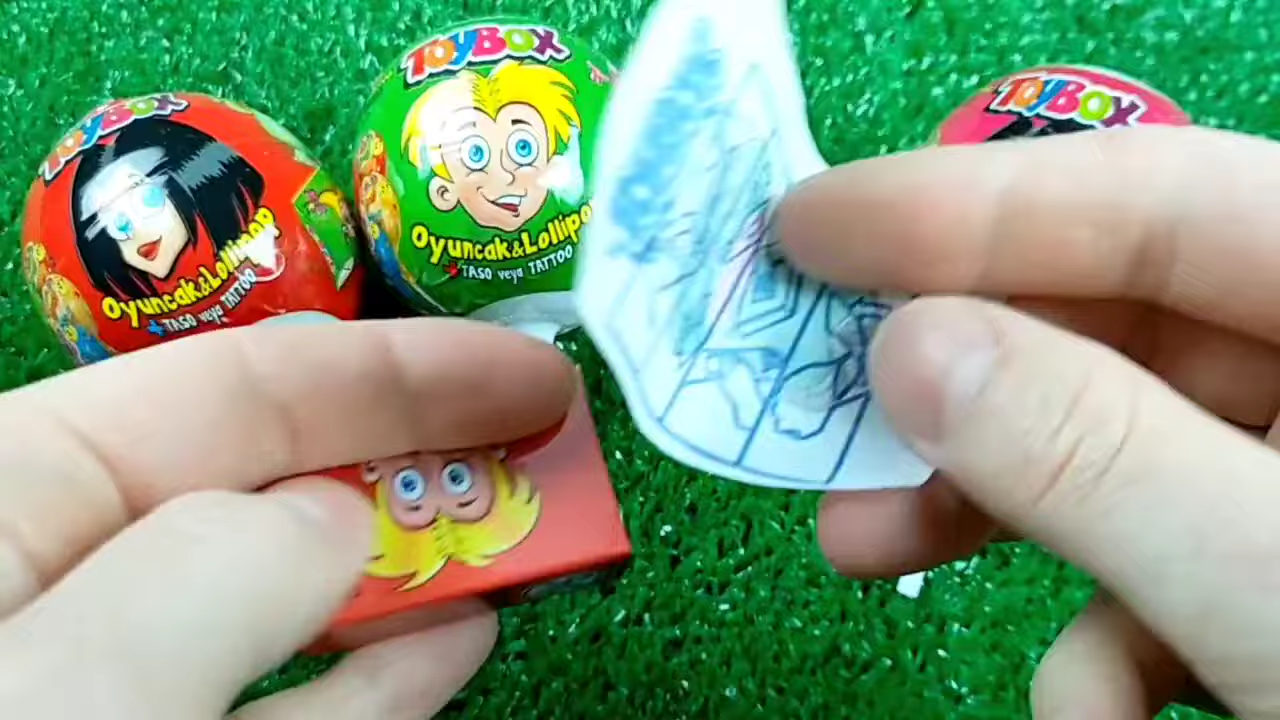 TOYBOX
Oyuncak&Lollipop
+ TASO veya TATTOO
TOYBOX
Oyuncak&Lollipo
+ TASO veya TATTOO
TOYBOX